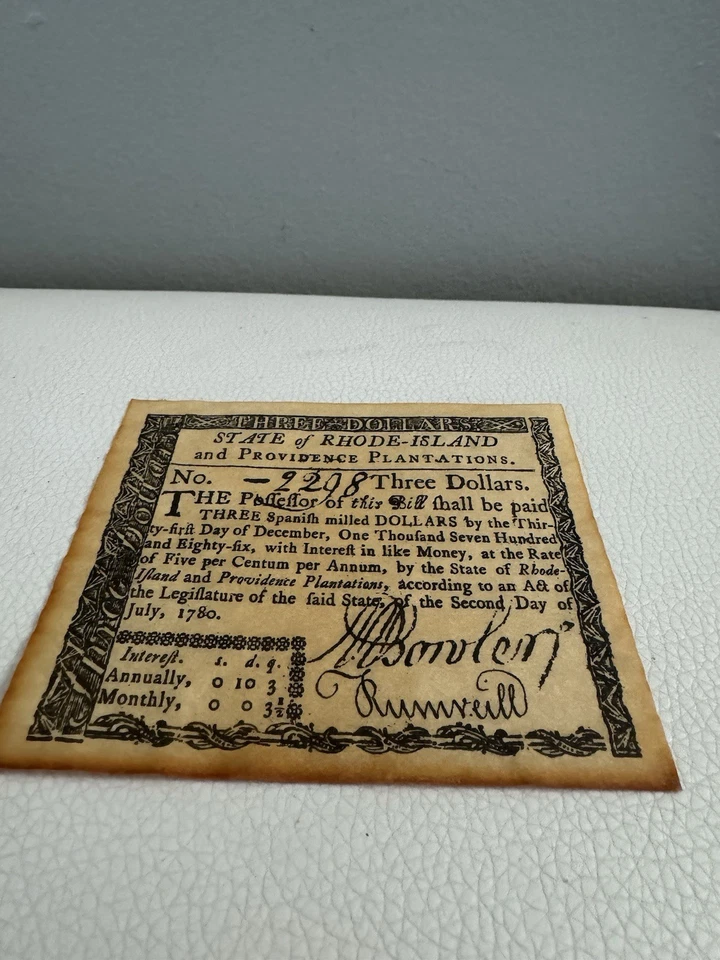 THREE DOLLARS
STATE of RHODE-ISLAND
and PROVIDENCE PLANTATIONS.
No. -2298 Three Dollars.
THE Poſſeſſor of this Bill ſhall be paid
THREE Spaniſh milled DOLLARS by the Thir-
ty-firſt Day of December, One Thouſand Seven Hundred
and Eighty-ſix, with Intereſt in like Money, at the Rate
of Five per Centum per Annum, by the State of Rhode-
Iſland and Providence Plantations, according to an Act of
the Legiſlature of the ſaid State, of the Second Day of
July, 1780.
Intereſt. s. d. q.
Annually, 0 10 3
Monthly, 0 0 3½
Bowler
Rumreill